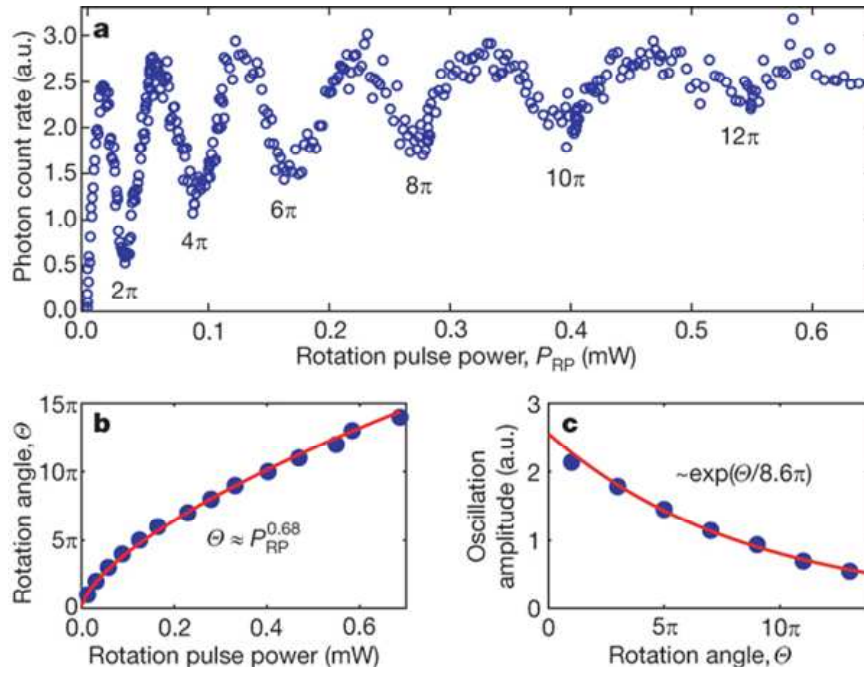 a
Photon count rate (a.u.)
3.0
2.5
2.0
1.5
1.0
0.5
0.0
2π
4π
6π
8π
10π
12π
0.0 0.1 0.2 0.3 0.4 0.5 0.6
Rotation pulse power, P_RP (mW)
b
Rotation angle, Θ
15π
10π
5π
0
Θ ≈ P_RP^0.68
0.0 0.2 0.4 0.6
Rotation pulse power (mW)
c
Oscillation
amplitude (a.u.)
3
2
1
0
~exp(Θ/8.6π)
0 5π 10π
Rotation angle, Θ